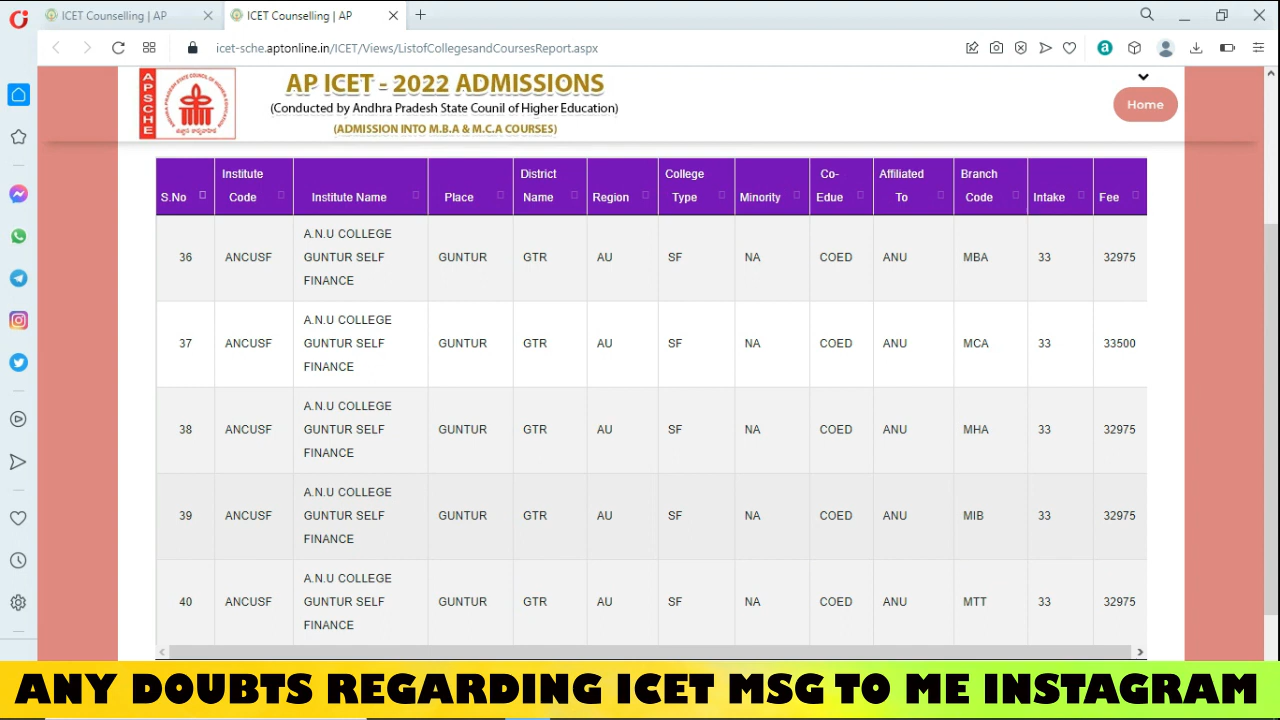 ICET Counselling | AP
ICET Counselling | AP
icet-sche.aptonline.in/ICET/Views/ListofCollegesandCoursesReport.aspx
APSCHE
AP ICET - 2022 ADMISSIONS
(Conducted by Andhra Pradesh State Counil of Higher Education)
(ADMISSION INTO M.B.A & M.C.A COURSES)
Home
S.No Institute Code Institute Name Place District Name Region College Type Minority Co-Edue Affiliated To Branch Code Intake Fee
36 ANCUSF A.N.U COLLEGE GUNTUR SELF FINANCE GUNTUR GTR AU SF NA COED ANU MBA 33 32975
37 ANCUSF A.N.U COLLEGE GUNTUR SELF FINANCE GUNTUR GTR AU SF NA COED ANU MCA 33 33500
38 ANCUSF A.N.U COLLEGE GUNTUR SELF FINANCE GUNTUR GTR AU SF NA COED ANU MHA 33 32975
39 ANCUSF A.N.U COLLEGE GUNTUR SELF FINANCE GUNTUR GTR AU SF NA COED ANU MIB 33 32975
40 ANCUSF A.N.U COLLEGE GUNTUR SELF FINANCE GUNTUR GTR AU SF NA COED ANU MTT 33 32975
ANY DOUBTS REGARDING ICET MSG TO ME INSTAGRAM